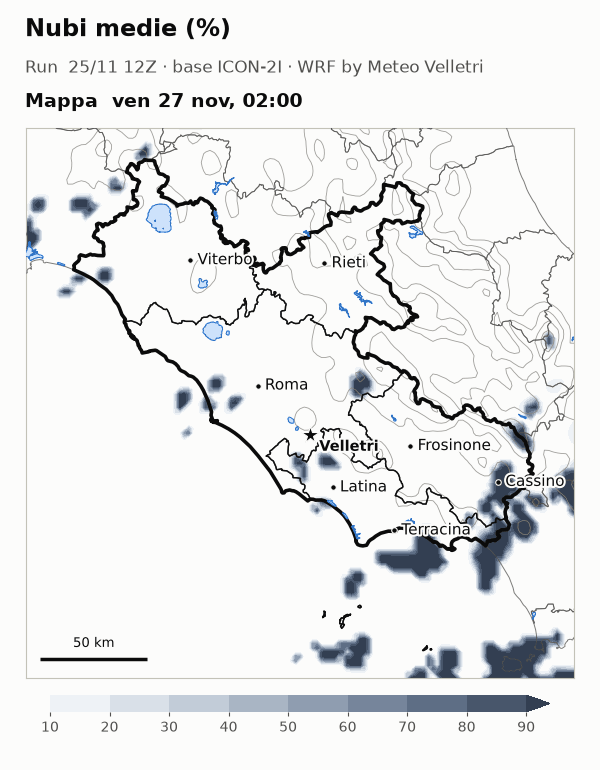 Nubi medie (%)
Run 25/11 12Z · base ICON-2I · WRF by Meteo Velletri
Mappa ven 27 nov, 02:00
Viterbo
Rieti
Roma
Velletri
Frosinone
Cassino
Latina
Terracina
50 km
10 20 30 40 50 60 70 80 90